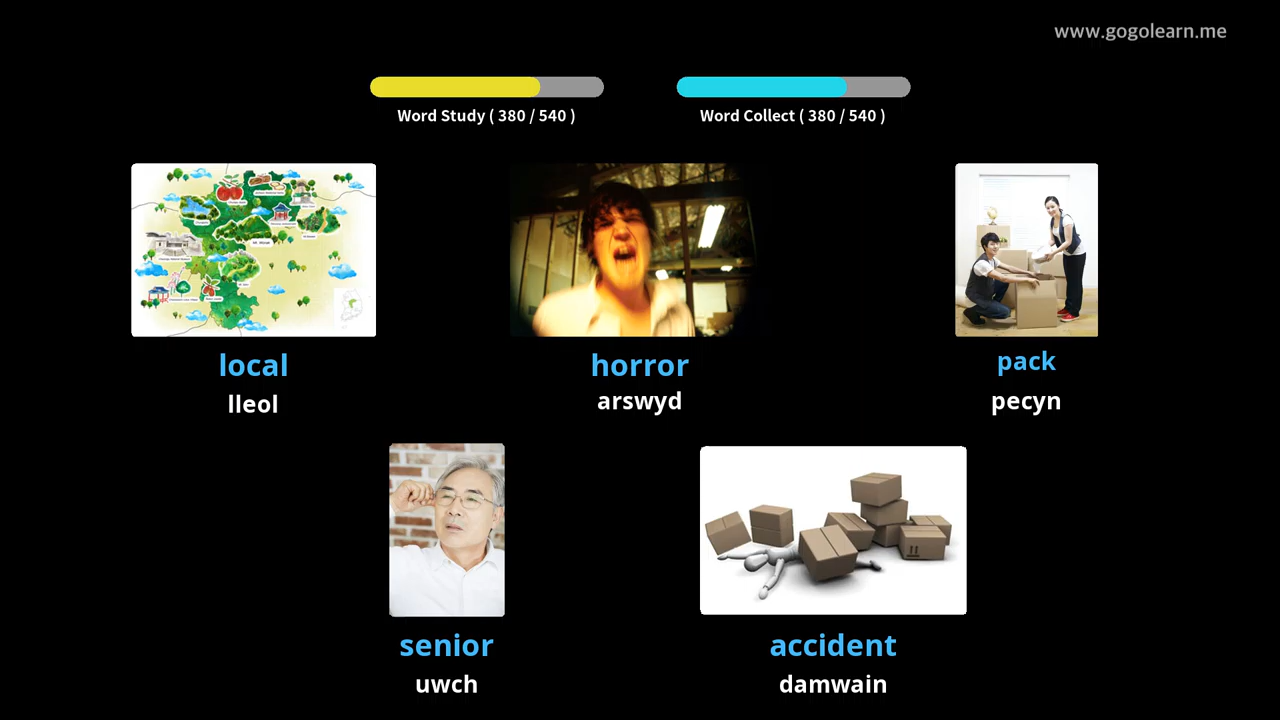 www.gogolearn.me
Word Study ( 380 / 540 )
Word Collect ( 380 / 540 )
local
lleol
horror
arswyd
pack
pecyn
senior
uwch
accident
damwain